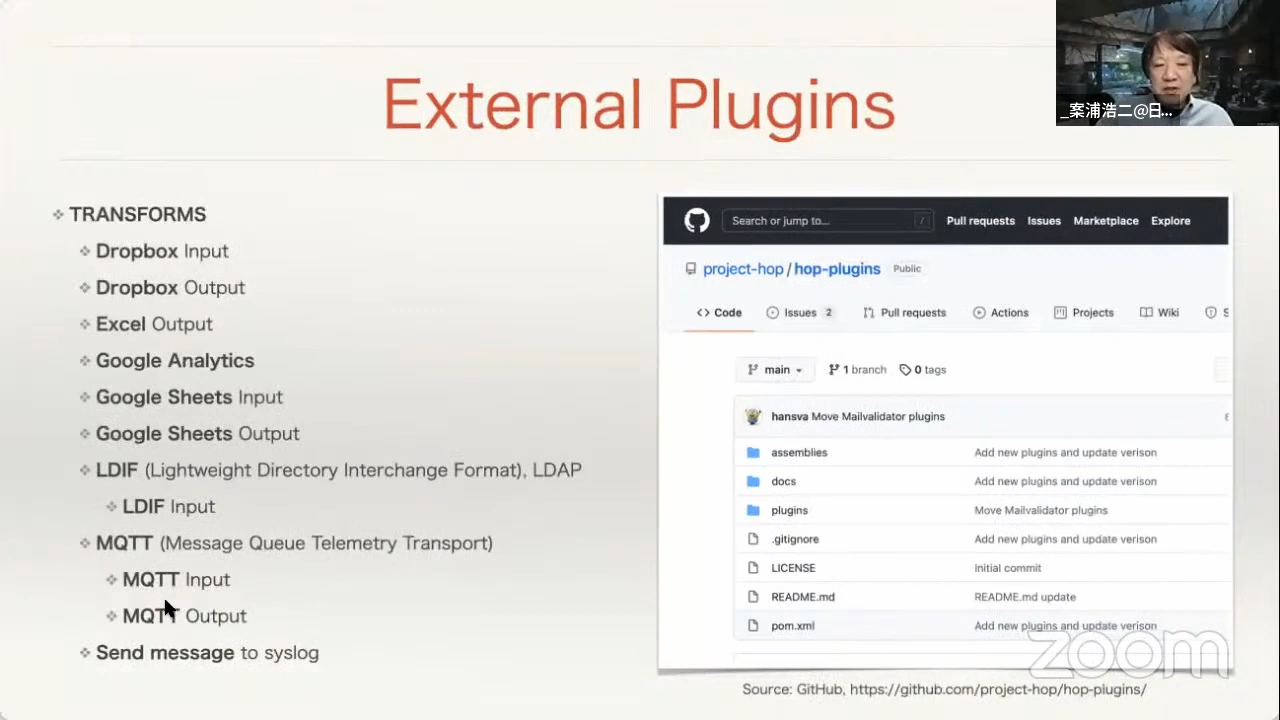 External Plugins
_案浦浩二@日...
TRANSFORMS
Dropbox Input
Dropbox Output
Excel Output
Google Analytics
Google Sheets Input
Google Sheets Output
LDIF (Lightweight Directory Interchange Format), LDAP
LDIF Input
MQTT (Message Queue Telemetry Transport)
MQTT Input
MQTT Output
Send message to syslog
Search or jump to... /
Pull requests Issues Marketplace Explore
project-hop / hop-plugins Public
<> Code Issues 2 Pull requests Actions Projects Wiki S
main 1 branch 0 tags
hansva Move Mailvalidator plugins
assemblies Add new plugins and update verison
docs Add new plugins and update verison
plugins Move Mailvalidator plugins
.gitignore Add new plugins and update verison
LICENSE Initial commit
README.md README.md update
pom.xml Add new plugins and update verison
zoom
Source: GitHub, https://github.com/project-hop/hop-plugins/